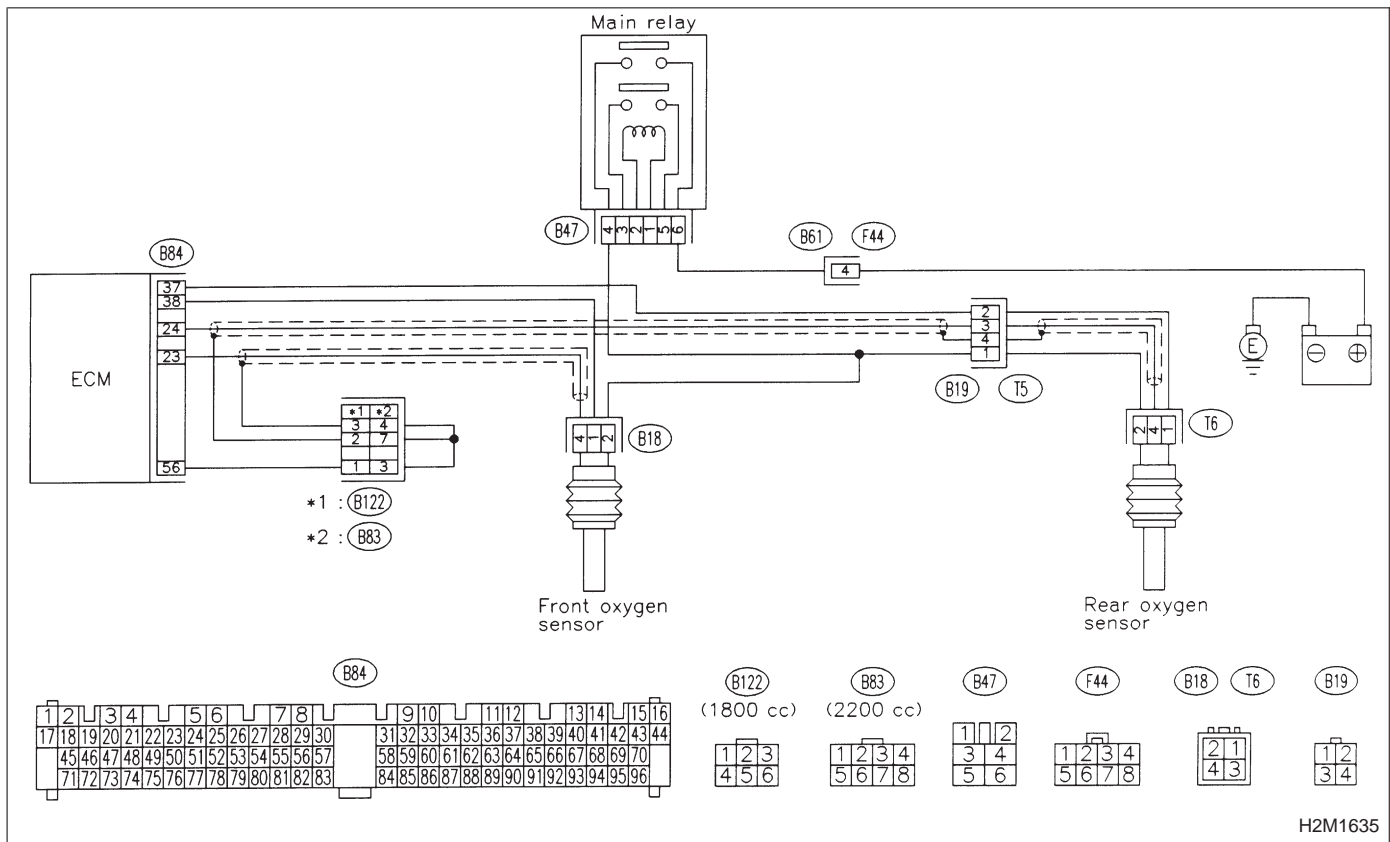 Main relay
B47
4 3 2 1 5 6
B61 F44
4
B84
37
38
24
23
56
ECM
2
3
4
1
B19 T5
E
⊖ ⊕
*1 *2
3 4
2 7
1 3
*1 : B122
*2 : B83
4 1 2
B18
2 4 1
T6
Front oxygen
sensor
Rear oxygen
sensor
B84
1 2 3 4 5 6 7 8 9 10 11 12 13 14 15 16
17 18 19 20 21 22 23 24 25 26 27 28 29 30 31 32 33 34 35 36 37 38 39 40 41 42 43 44
45 46 47 48 49 50 51 52 53 54 55 56 57 58 59 60 61 62 63 64 65 66 67 68 69 70
71 72 73 74 75 76 77 78 79 80 81 82 83 84 85 86 87 88 89 90 91 92 93 94 95 96
B122
(1800 cc)
1 2 3
4 5 6
B83
(2200 cc)
1 2 3 4
5 6 7 8
B47
1 2
3 4
5 6
F44
1 2 3 4
5 6 7 8
B18 T6
2 1
4 3
B19
1 2
3 4
H2M1635